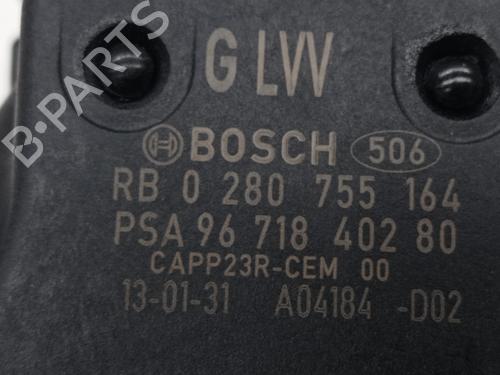 G LW
BOSCH 506
RB 0 280 755 164
PSA 96 718 402 80
CAPP23R-CEM 00
13-01-31 A04184 -D02
B-PARTS